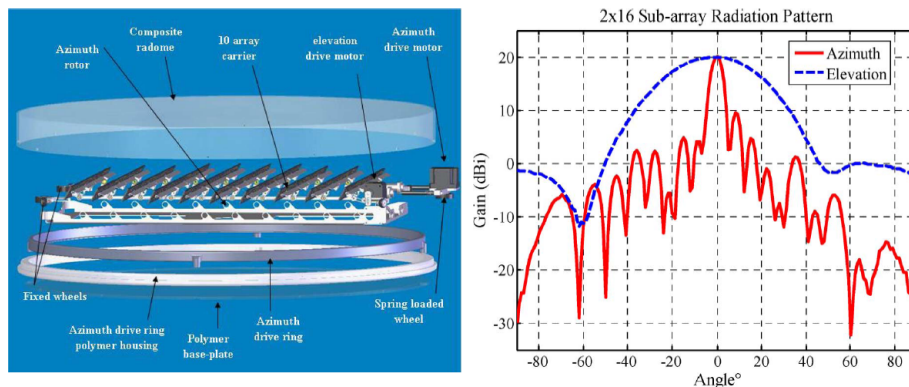 Composite
radome
Azimuth
rotor
10 array
carrier
elevation
drive motor
Azimuth
drive motor
Fixed wheels
Azimuth drive ring
polymer housing
Polymer
base-plate
Azimuth
drive ring
Spring loaded
wheel
2x16 Sub-array Radiation Pattern
Azimuth
Elevation
Gain (dBi)
20
10
0
-10
-20
-30
-80 -60 -40 -20 0 20 40 60 80
Angle°